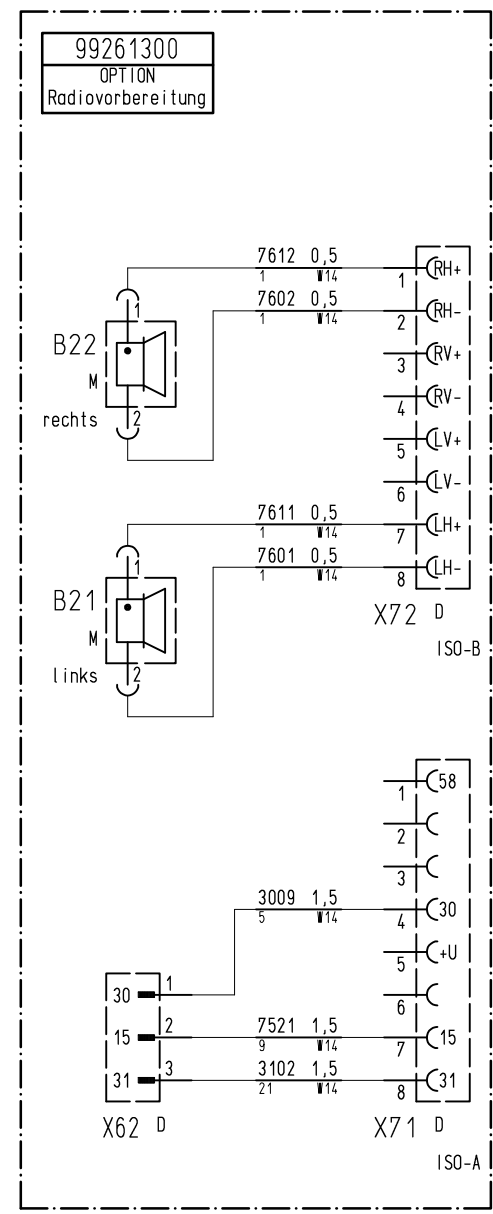 99261300
OPTION
Radiovorbereitung
7612 0,5
1 W14
1 RH+
7602 0,5
1 W14
2 RH-
1
B22
M
rechts
2
3 RV+
4 RV-
5 LV+
6 LV-
7611 0,5
1 W14
7 LH+
7601 0,5
1 W14
8 LH-
1
B21
M
links
2
X72 D
ISO-B
1 58
2
3
3009 1,5
5 W14
4 30
5 +U
6
30 1
15 2
7521 1,5
9 W14
7 15
31 3
3102 1,5
21 W14
8 31
X62 D
X71 D
ISO-A